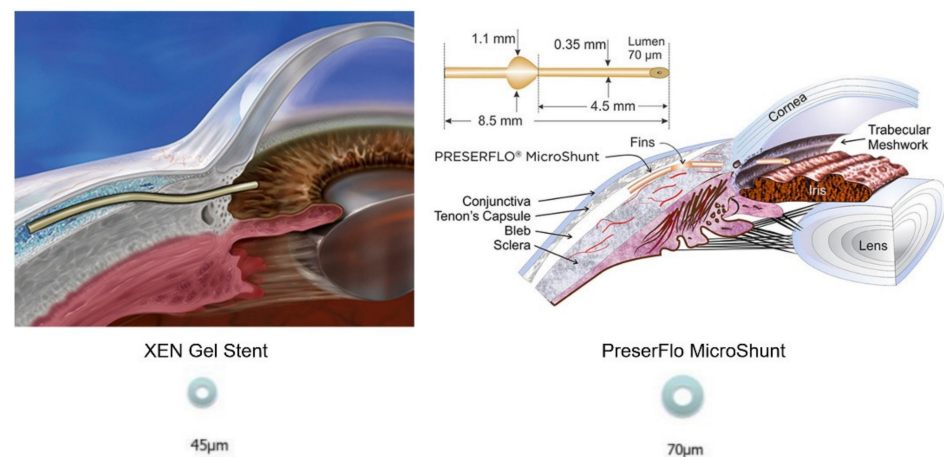 1.1 mm
0.35 mm
Lumen
70 µm
4.5 mm
8.5 mm
Fins
PRESERFLO® MicroShunt
Cornea
Trabecular
Meshwork
Conjunctiva
Tenon's Capsule
Bleb
Sclera
Iris
Lens
XEN Gel Stent
PreserFlo MicroShunt
45µm
70µm